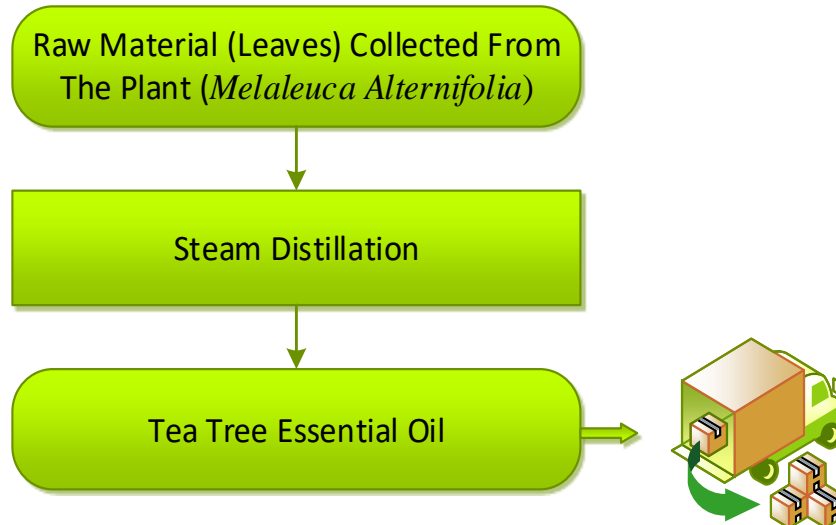 Raw Material (Leaves) Collected From
The Plant (Melaleuca Alternifolia)
Steam Distillation
Tea Tree Essential Oil